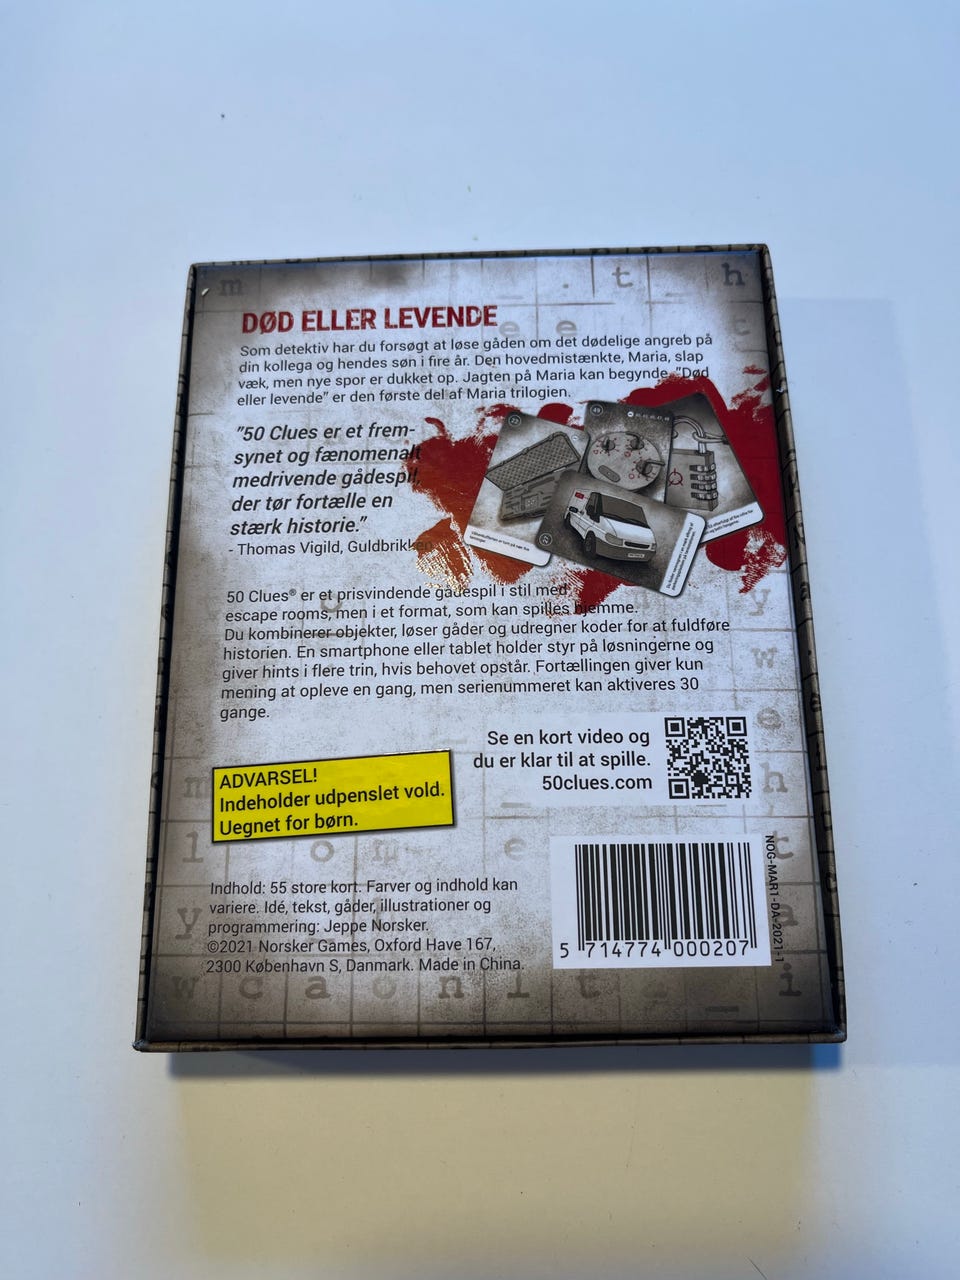 DØD ELLER LEVENDE
Som detektiv har du forsøgt at løse gåden om det dødelige angreb på
din kollega og hendes søn i fire år. Den hovedmistænkte, Maria, slap
væk, men nye spor er dukket op. Jagten på Maria kan begynde. "Død
eller levende" er den første del af Maria trilogien.
"50 Clues er et frem-
synet og fænomenalt
medrivende gådespil,
der tør fortælle en
stærk historie."
- Thomas Vigild, Guldbrikken
22
49
50 Clues® er et prisvindende gådespil i stil med
escape rooms, men i et format, som kan spilles hjemme.
Du kombinerer objekter, løser gåder og udregner koder for at fuldføre
historien. En smartphone eller tablet holder styr på løsningerne og
giver hints i flere trin, hvis behovet opstår. Fortællingen giver kun
mening at opleve en gang, men serienummeret kan aktiveres 30
gange.
Se en kort video og
du er klar til at spille.
50clues.com
ADVARSEL!
Indeholder udpenslet vold.
Uegnet for børn.
Indhold: 55 store kort. Farver og indhold kan
variere. Idé, tekst, gåder, illustrationer og
programmering: Jeppe Norsker.
©2021 Norsker Games, Oxford Have 167,
2300 København S, Danmark. Made in China.
5 714774 000207
NOG-MAR1-DA-2021-1